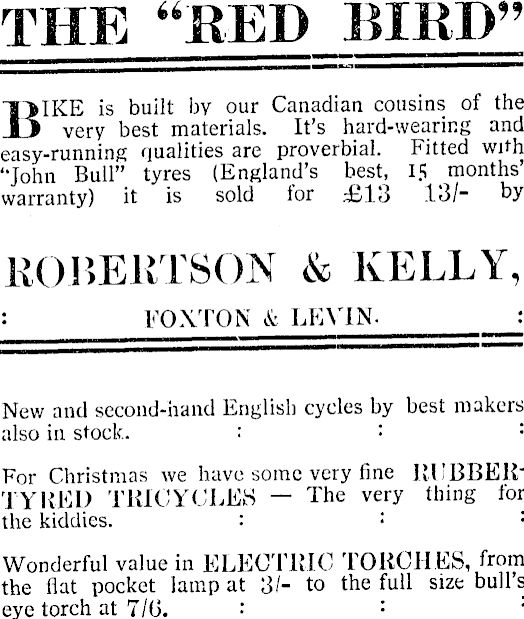 THE "RED BIRD"
BIKE is built by our Canadian cousins of the
very best materials. It's hard-wearing and
easy-running qualities are proverbial. Fitted with
"John Bull" tyres (England's best, 15 months'
warranty) it is sold for £13 13/- by
ROBERTSON & KELLY,
: FOXTON & LEVIN. :
New and second-hand English cycles by best makers
also in stock. : : :
For Christmas we have some very fine RUBBER-
TYRED TRICYCLES — The very thing for
the kiddies. : : :
Wonderful value in ELECTRIC TORCHES, from
the flat pocket lamp at 3/- to the full size bull's
eye torch at 7/6. : : :